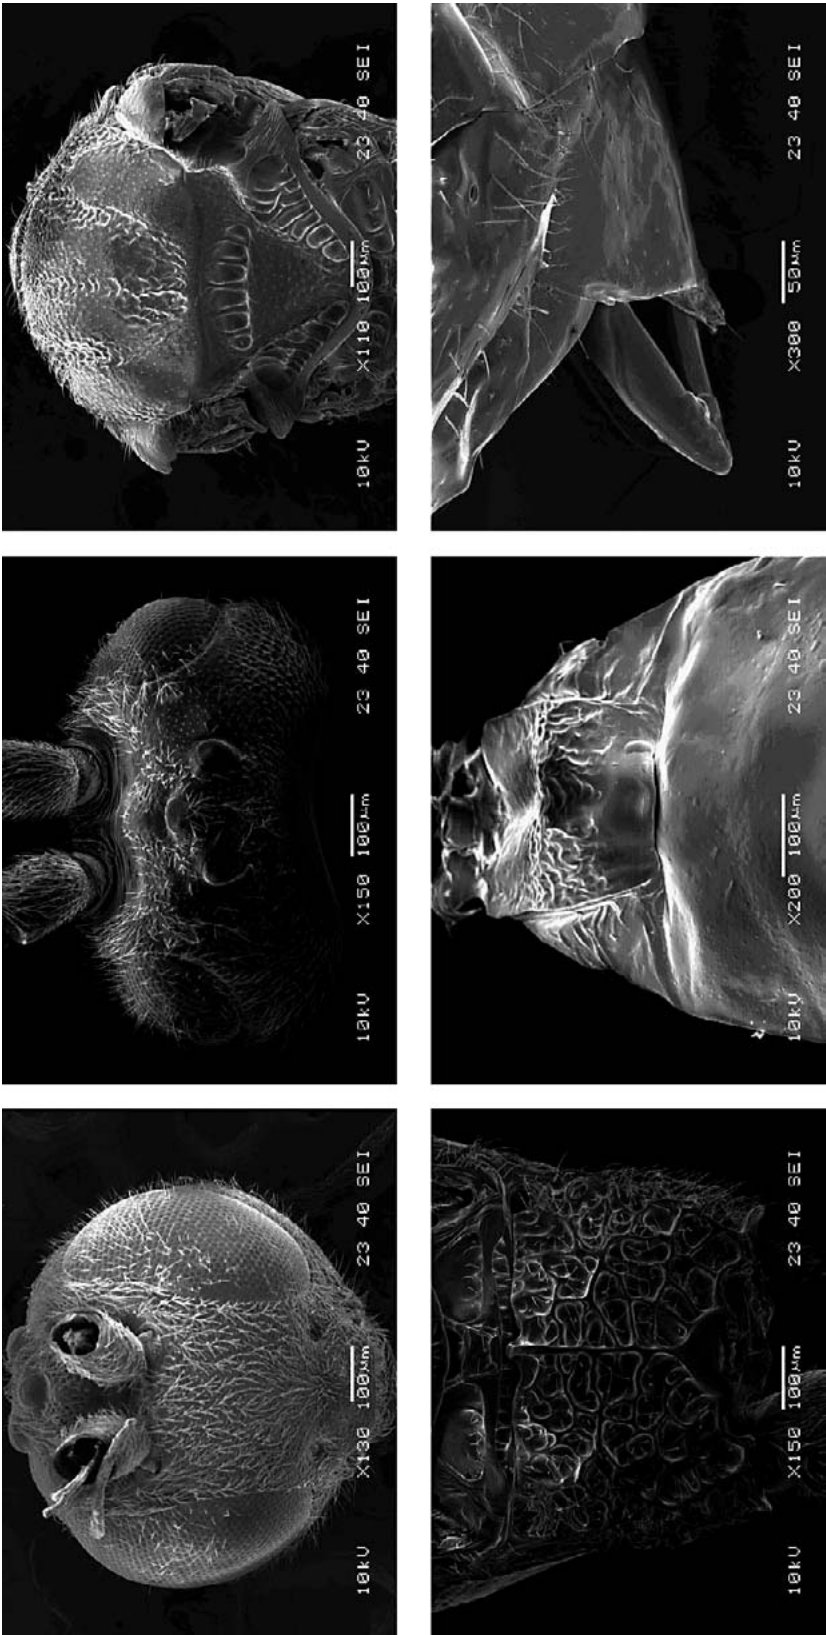 10kV X130 100µm 23 40 SEI
10kV X150 100µm 23 40 SEI
10kV X110 100µm 23 40 SEI
10kV X150 100µm 23 40 SEI
10kV X200 100µm 23 40 SEI
10kV X300 50µm 23 40 SEI